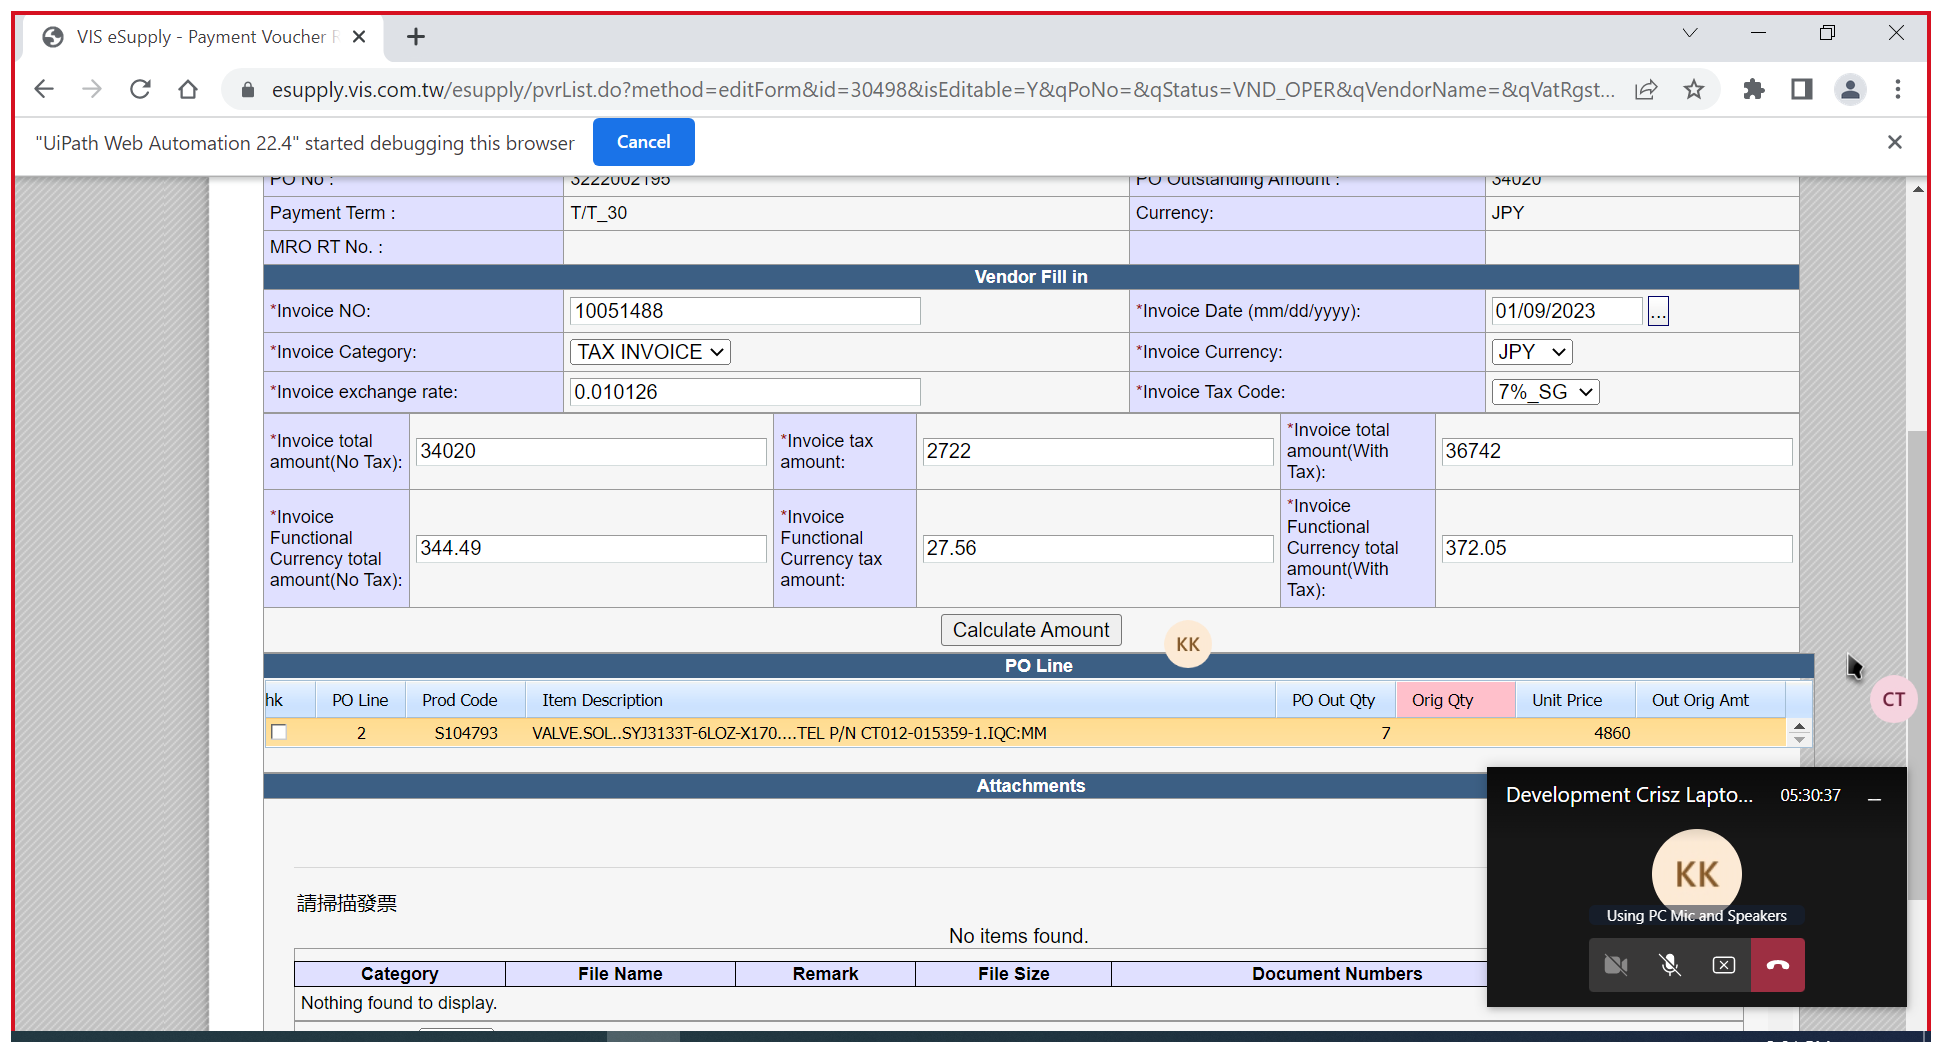 VIS eSupply - Payment Voucher R
esupply.vis.com.tw/esupply/pvrList.do?method=editForm&id=30498&isEditable=Y&qPoNo=&qStatus=VND_OPER&qVendorName=&qVatRgst...
"UiPath Web Automation 22.4" started debugging this browser Cancel
PO No : 3222002195 PO Outstanding Amount : 34020
Payment Term : T/T_30 Currency: JPY
MRO RT No. :
Vendor Fill in
*Invoice NO: 10051488 *Invoice Date (mm/dd/yyyy): 01/09/2023 ...
*Invoice Category: TAX INVOICE *Invoice Currency: JPY
*Invoice exchange rate: 0.010126 *Invoice Tax Code: 7%_SG
*Invoice total amount(No Tax): 34020 *Invoice tax amount: 2722 *Invoice total amount(With Tax): 36742
*Invoice Functional Currency total amount(No Tax): 344.49 *Invoice Functional Currency tax amount: 27.56 *Invoice Functional Currency total amount(With Tax): 372.05
Calculate Amount
KK
PO Line
hk PO Line Prod Code Item Description PO Out Qty Orig Qty Unit Price Out Orig Amt
CT
2 S104793 VALVE.SOL..SYJ3133T-6LOZ-X170....TEL P/N CT012-015359-1.IQC:MM 7 4860
Attachments
Development Crisz Lapto... 05:30:37
KK
Using PC Mic and Speakers
請掃描發票
No items found.
Category File Name Remark File Size Document Numbers
Nothing found to display.